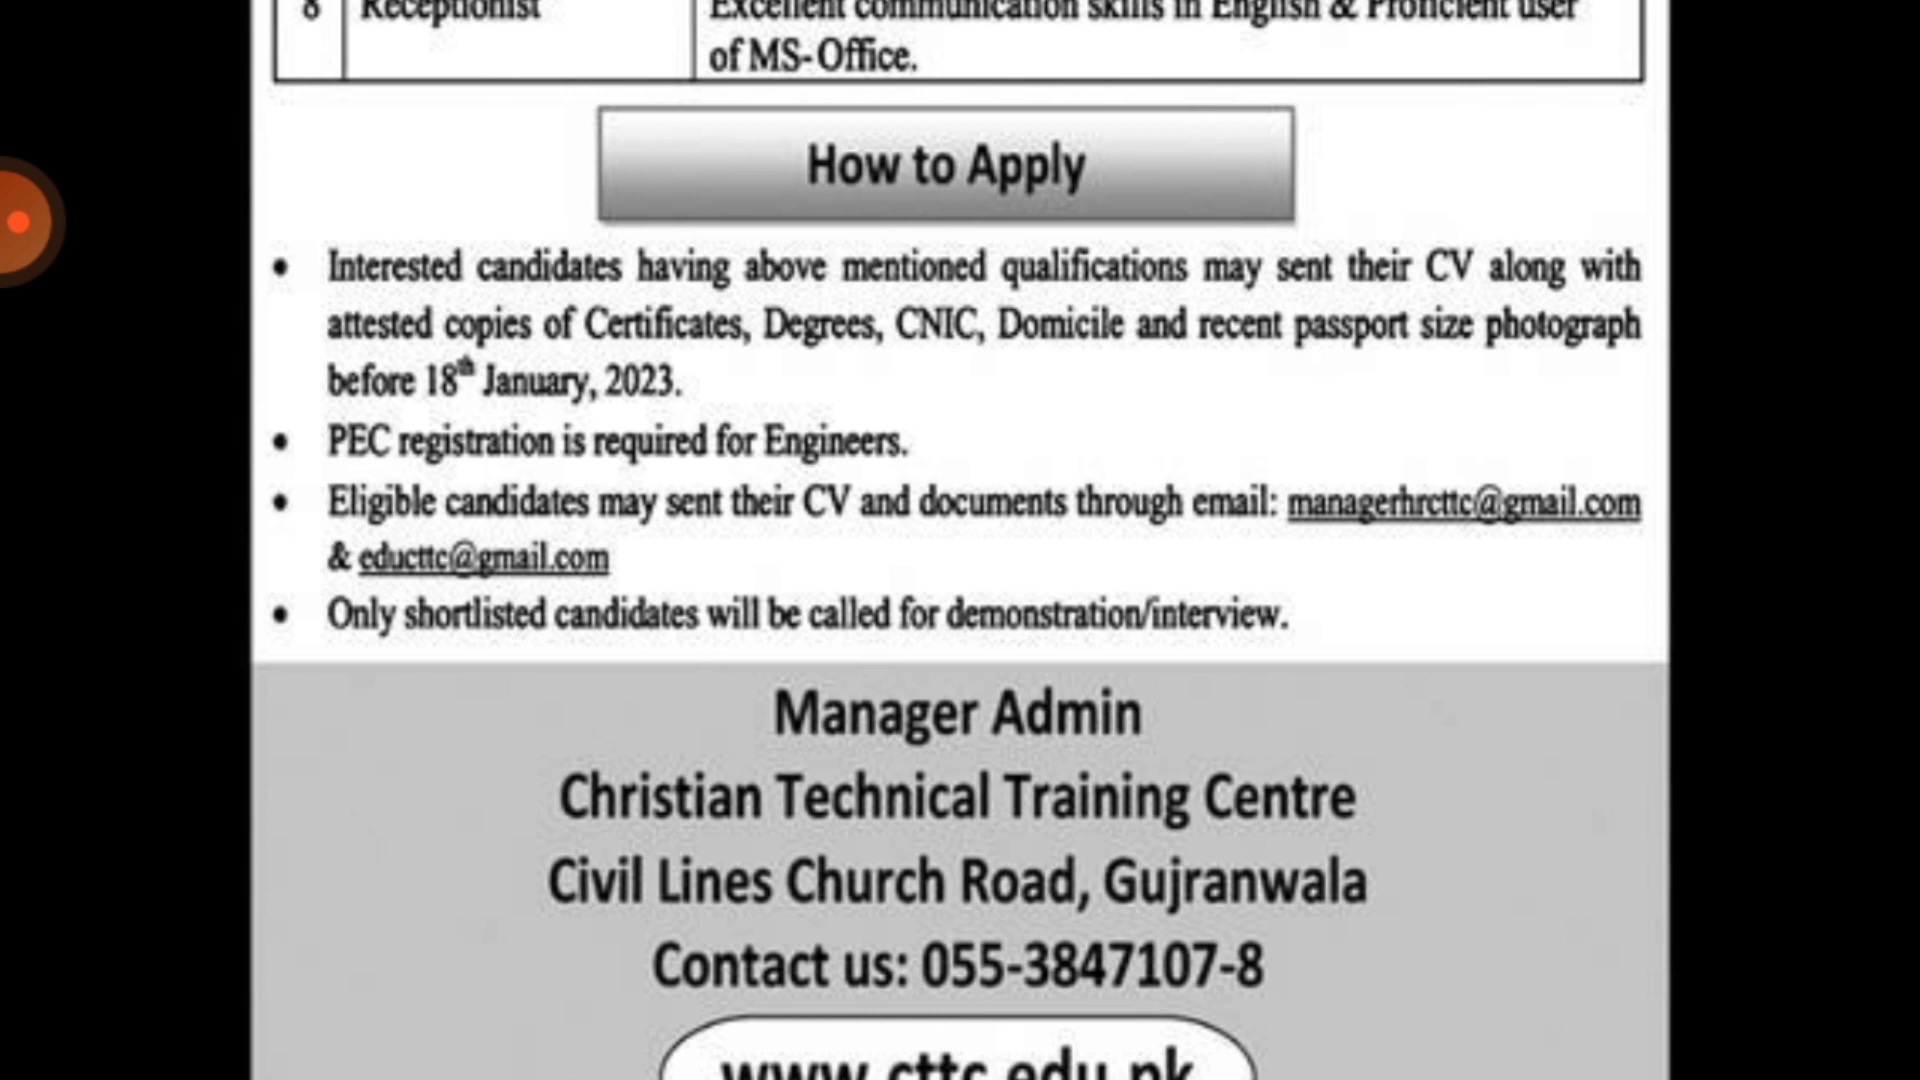 8 Receptionist Excellent communication skills in English & Proficient user
of MS-Office.
How to Apply
• Interested candidates having above mentioned qualifications may sent their CV along with
attested copies of Certificates, Degrees, CNIC, Domicile and recent passport size photograph
before 18th January, 2023.
• PEC registration is required for Engineers.
• Eligible candidates may sent their CV and documents through email: managerhrcttc@gmail.com
& educttc@gmail.com
• Only shortlisted candidates will be called for demonstration/interview.
Manager Admin
Christian Technical Training Centre
Civil Lines Church Road, Gujranwala
Contact us: 055-3847107-8
www.cttc.edu.pk